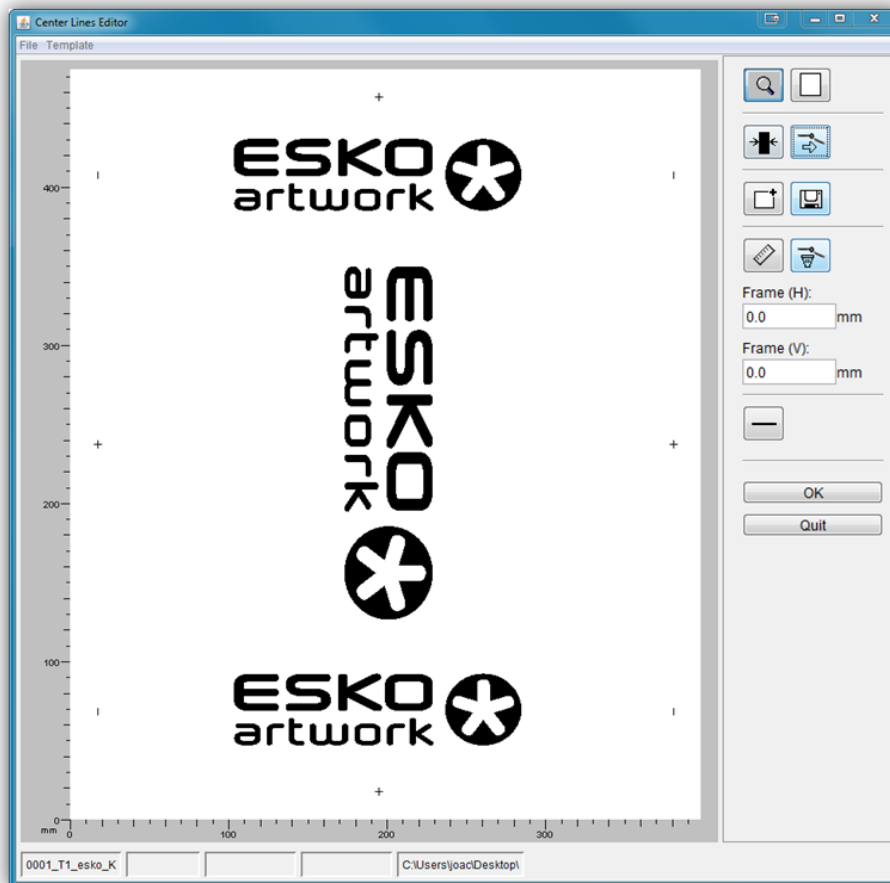 Center Lines Editor
File Template
ESKO
artwork
400
ESKO
artwork
300
200
100
ESKO
artwork
0
mm
0
100
200
300
Frame (H):
0.0 mm
Frame (V):
0.0 mm
OK
Quit
0001_T1_esko_K
C:\Users\joac\Desktop\